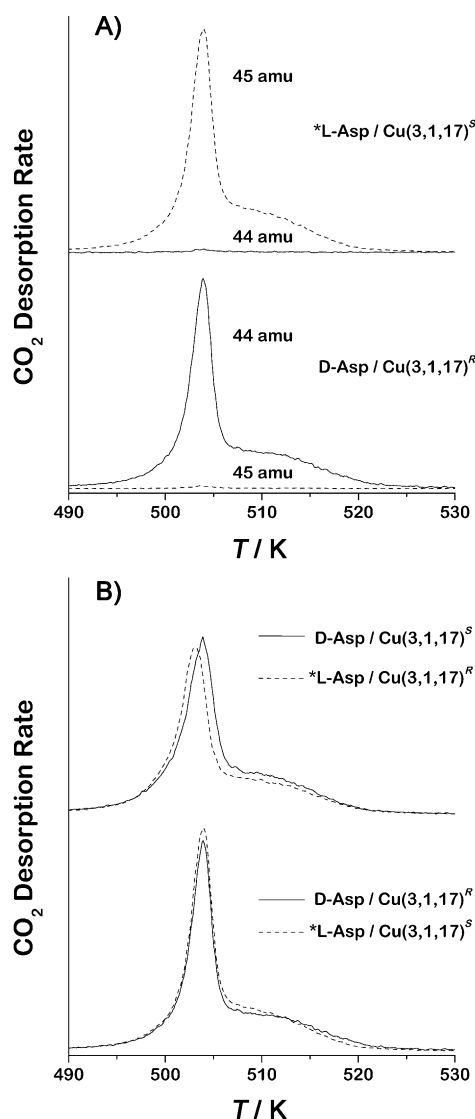 A)
45 amu
*L-Asp / Cu(3,1,17)^S
44 amu
44 amu
D-Asp / Cu(3,1,17)^R
45 amu
CO₂ Desorption Rate
490 500 510 520 530
T / K
B)
D-Asp / Cu(3,1,17)^S
*L-Asp / Cu(3,1,17)^R
D-Asp / Cu(3,1,17)^R
*L-Asp / Cu(3,1,17)^S
CO₂ Desorption Rate
490 500 510 520 530
T / K